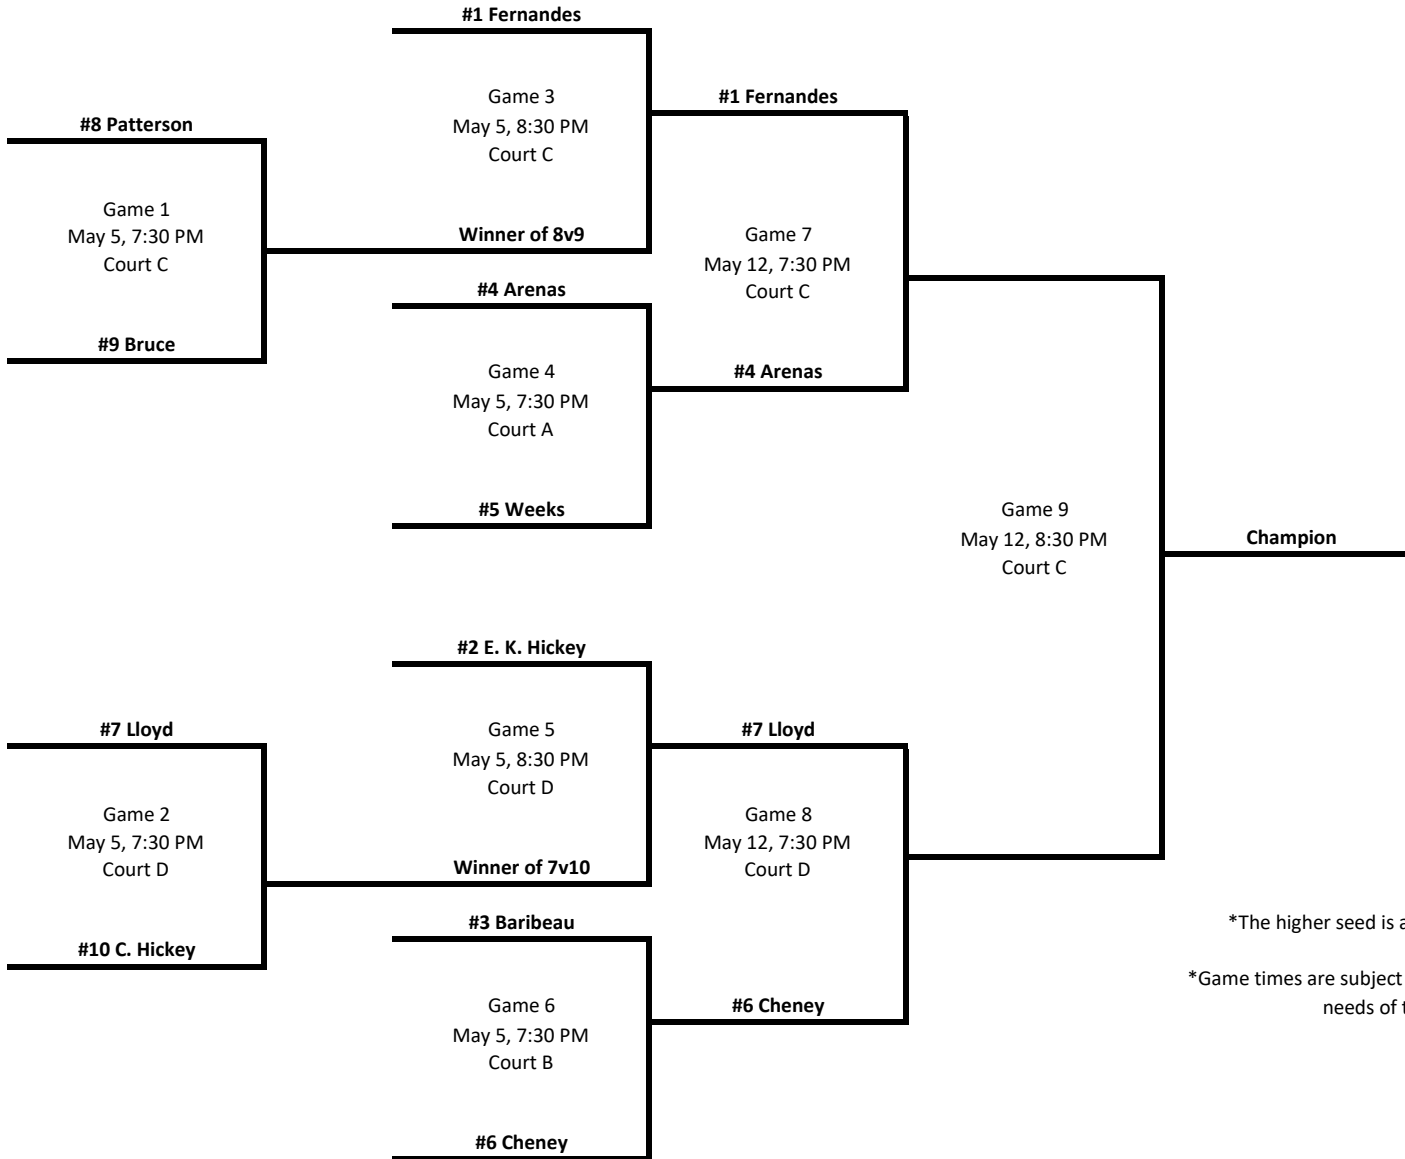 #1 Fernandes
Game 3
May 5, 8:30 PM
Court C
#1 Fernandes
#8 Patterson
Game 1
May 5, 7:30 PM
Court C
Winner of 8v9
Game 7
May 12, 7:30 PM
Court C
#4 Arenas
#9 Bruce
Game 4
May 5, 7:30 PM
Court A
#4 Arenas
#5 Weeks
Game 9
May 12, 8:30 PM
Court C
Champion
#2 E. K. Hickey
#7 Lloyd
Game 5
May 5, 8:30 PM
Court D
#7 Lloyd
Game 2
May 5, 7:30 PM
Court D
Game 8
May 12, 7:30 PM
Court D
Winner of 7v10
#3 Baribeau
#10 C. Hickey
Game 6
May 5, 7:30 PM
Court B
#6 Cheney
#6 Cheney
*The higher seed is
*Game times are subject
needs of